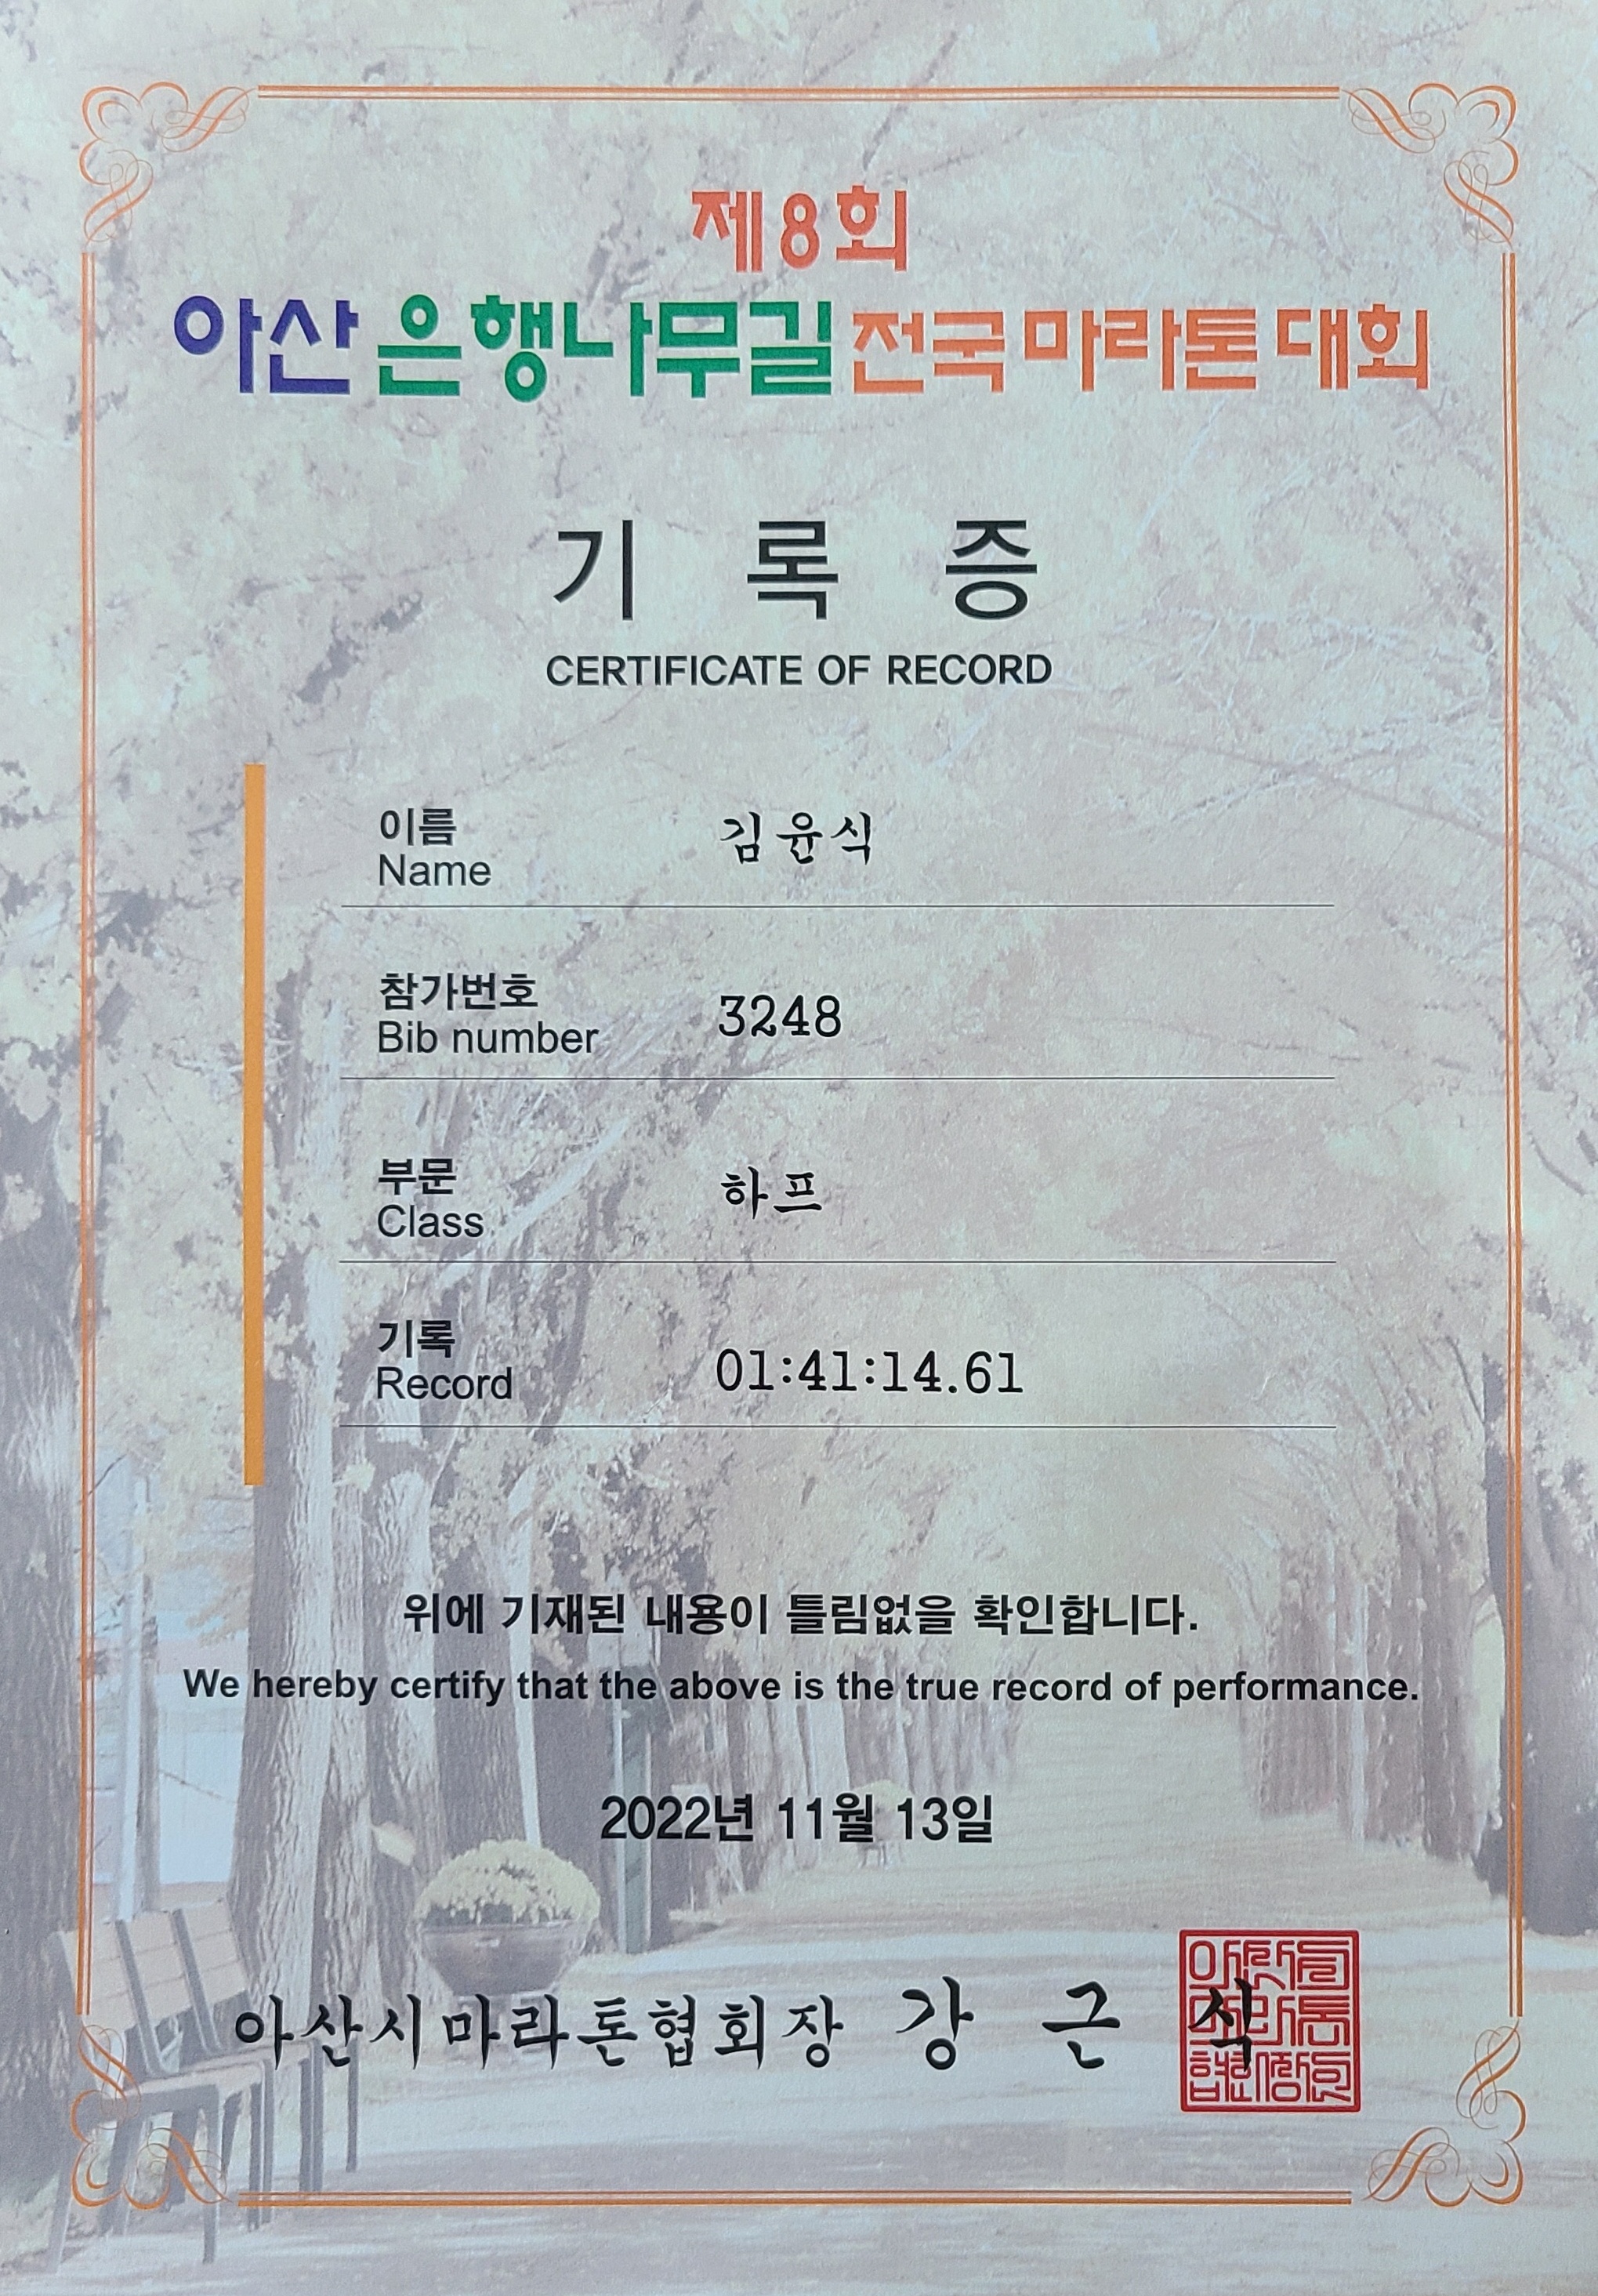 제8회
아산 은행나무길 전국마라톤대회
기 록 증
CERTIFICATE OF RECORD
이름
Name
김윤식
참가번호
Bib number
3248
부문
Class
하프
기록
Record
01:41:14.61
위에 기재된 내용이 틀림없을 확인합니다.
We hereby certify that the above is the true record of performance.
2022년 11월 13일
아산시마라톤협회장 강 근 식